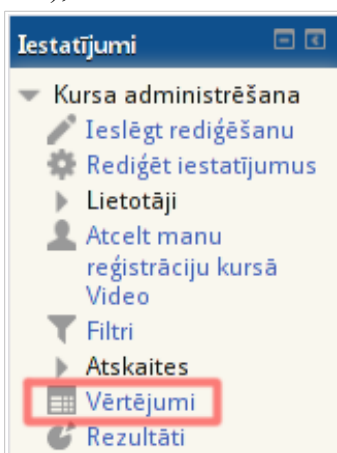 Iestatījumi
Kursa administrēšana
Ieslēgt rediģēšanu
Rediģēt iestatījumus
Lietotāji
Atcelt manu
reģistrāciju kursā
Video
Filtri
Atskaites
Vērtējumi
Rezultāti